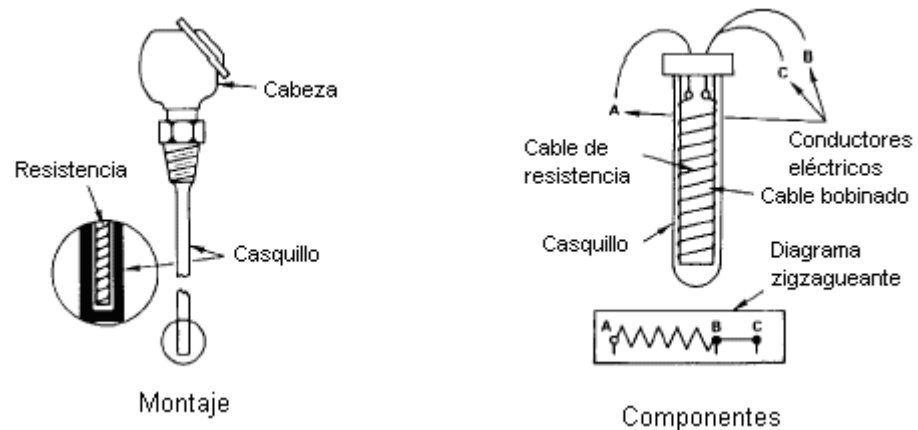 Cabeza
Resistencia
Casquillo
Montaje
A
B
C
Cable de
resistencia
Conductores
eléctricos
Cable bobinado
Casquillo
Diagrama
zigzagueante
A B C
Componentes